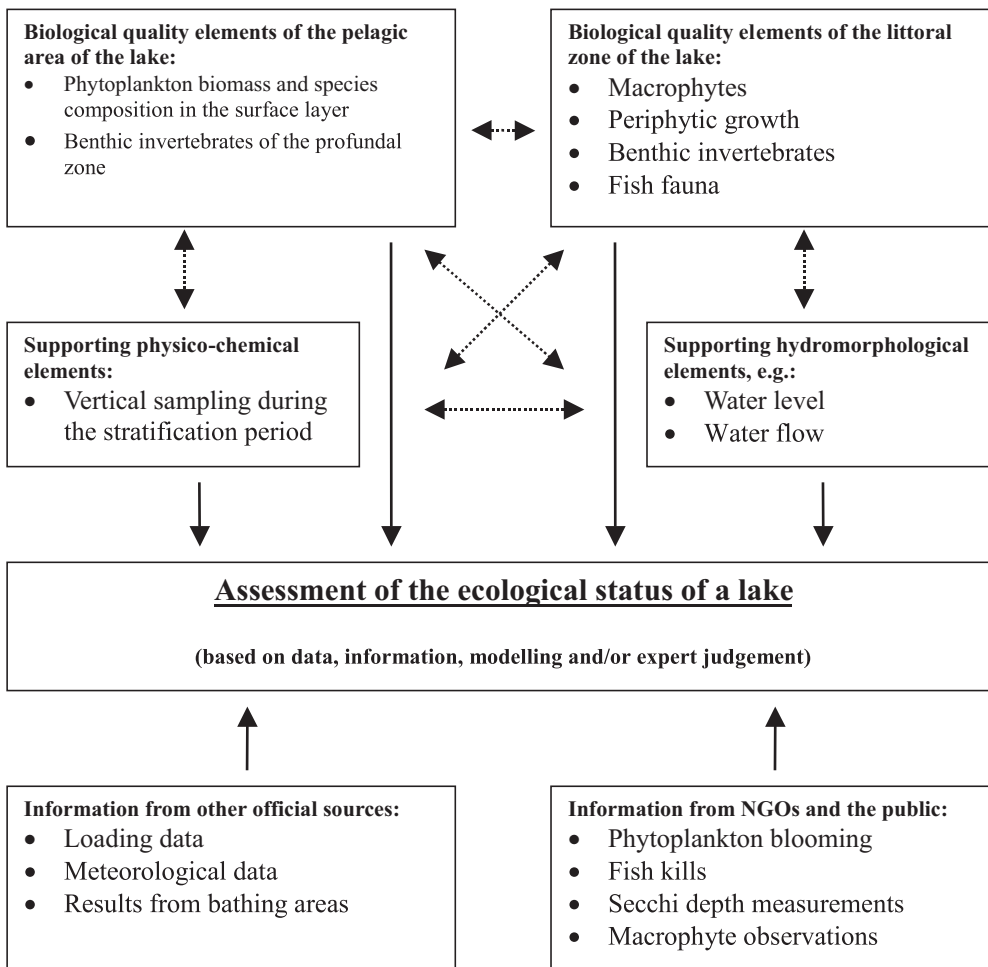 Biological quality elements of the pelagic
area of the lake:
• Phytoplankton biomass and species
composition in the surface layer
• Benthic invertebrates of the profundal
zone
Biological quality elements of the littoral
zone of the lake:
• Macrophytes
• Periphytic growth
• Benthic invertebrates
• Fish fauna
Supporting physico-chemical
elements:
• Vertical sampling during
the stratification period
Supporting hydromorphological
elements, e.g.:
• Water level
• Water flow
Assessment of the ecological status of a lake
(based on data, information, modelling and/or expert judgement)
Information from other official sources:
• Loading data
• Meteorological data
• Results from bathing areas
Information from NGOs and the public:
• Phytoplankton blooming
• Fish kills
• Secchi depth measurements
• Macrophyte observations